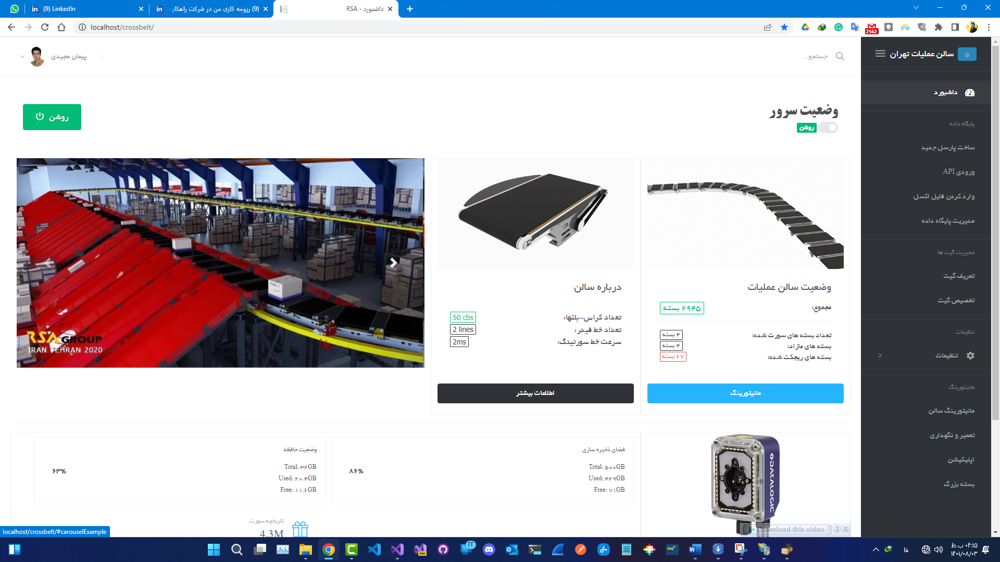 (9) LinkedIn
(9) رزومه کاری من در شرکت راهکار
داشبورد - RSA
localhost/crossbelt/
2562
سالن عملیات تهران
جستجو...
پیمان مجیدی
داشبورد
پایگاه داده
ساخت پارسل جدید
ورودی API
وارد کردن فایل اکسل
مدیریت پایگاه داده
مدیریت گیت ها
تعریف گیت
تخصیص گیت
تنظیمات
تنظیمات
مانیتورینگ
مانیتورینگ سالن
تعمیر و نگهداری
اپلیکیشن
بسته بزرگ
وضعیت سرور
روشن
روشن
وضعیت سالن عملیات
مجموع:
۲۹۴۵ بسته
تعداد بسته های سورت شده:
۴ بسته
بسته های مازاد:
۴ بسته
بسته های ریجکت شده:
۶۷ بسته
مانیتورینگ
درباره سالن
تعداد کراس-بلتها:
50 cbs
تعداد خط فیدر:
2 lines
سرعت خط سورتینگ:
2ms
اطلاعات بیشتر
RSA GROUP
IRAN TEHRAN 2020
DATALOGIC
فضای ذخیره سازی
Total: ۵۰۰GB
Used: ۴۲۹GB
Free: ۷۱GB
۸۶%
وضعیت حافظه
Total: ۳۲GB
Used: ۲۰.۴GB
Free: ۱۱.۶GB
۶۳%
تاریخچه سورت
4.3M
Download this video
localhost/crossbelt/#carouselExample
PRE
TT
فا
۰۴:۱۵ ب.ظ
۱۴۰۱/۰۸/۰۳